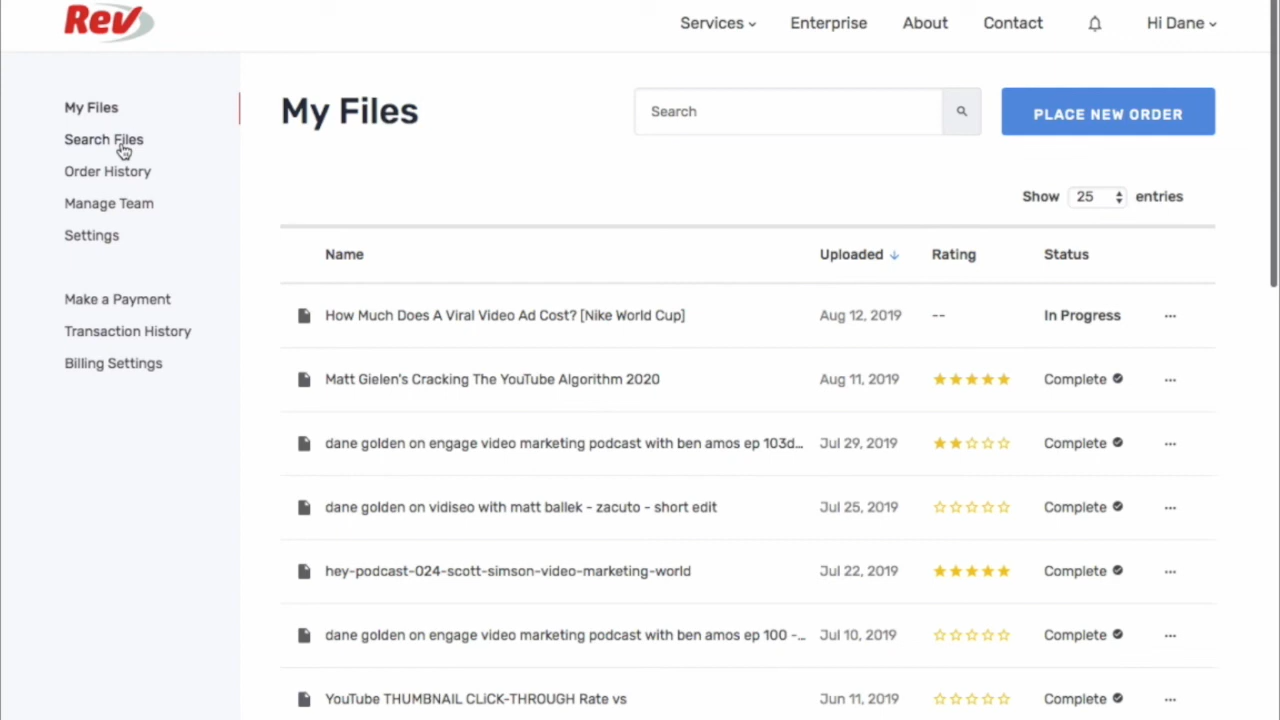 Rev
Services Enterprise About Contact Hi Dane
My Files
Search Files
Order History
Manage Team
Settings
Make a Payment
Transaction History
Billing Settings
My Files
Search
PLACE NEW ORDER
Show 25 entries
Name Uploaded Rating Status
How Much Does A Viral Video Ad Cost? [Nike World Cup] Aug 12, 2019 -- In Progress ...
Matt Gielen's Cracking The YouTube Algorithm 2020 Aug 11, 2019 Complete ...
dane golden on engage video marketing podcast with ben amos ep 103d... Jul 29, 2019 Complete ...
dane golden on vidiseo with matt ballek - zacuto - short edit Jul 25, 2019 Complete ...
hey-podcast-024-scott-simson-video-marketing-world Jul 22, 2019 Complete ...
dane golden on engage video marketing podcast with ben amos ep 100 -... Jul 10, 2019 Complete ...
YouTube THUMBNAIL CLiCK-THROUGH Rate vs Jun 11, 2019 Complete ...